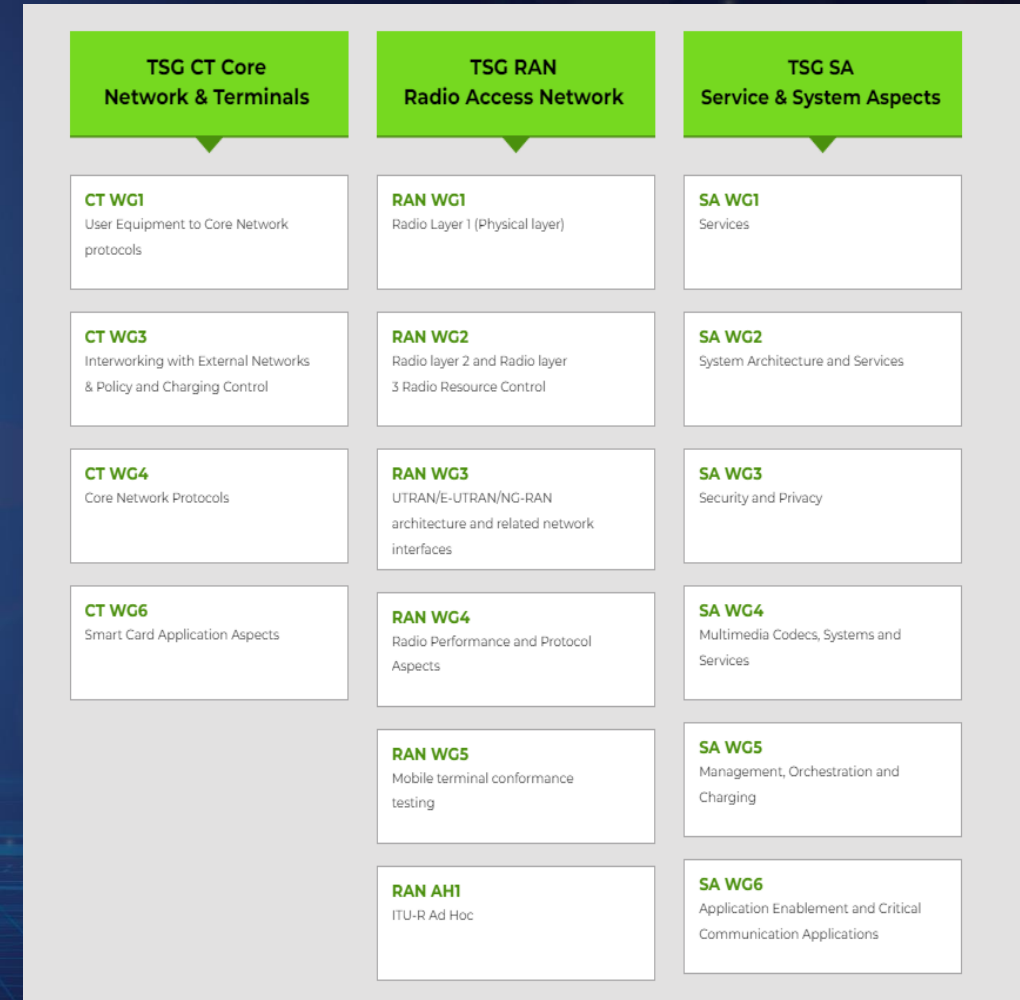 TSG CT Core
Network & Terminals
CT WG1
User Equipment to Core Network
protocols
CT WG3
Interworking with External Networks
& Policy and Charging Control
CT WG4
Core Network Protocols
CT WG6
Smart Card Application Aspects
TSG RAN
Radio Access Network
RAN WG1
Radio Layer 1 (Physical layer)
RAN WG2
Radio layer 2 and Radio layer
3 Radio Resource Control
RAN WG3
UTRAN/E-UTRAN/NG-RAN
architecture and related network
interfaces
RAN WG4
Radio Performance and Protocol
Aspects
RAN WG5
Mobile terminal conformance
testing
RAN AH1
ITU-R Ad Hoc
TSG SA
Service & System Aspects
SA WG1
Services
SA WG2
System Architecture and Services
SA WG3
Security and Privacy
SA WG4
Multimedia Codecs, Systems and
Services
SA WG5
Management, Orchestration and
Charging
SA WG6
Application Enablement and Critical
Communication Applications